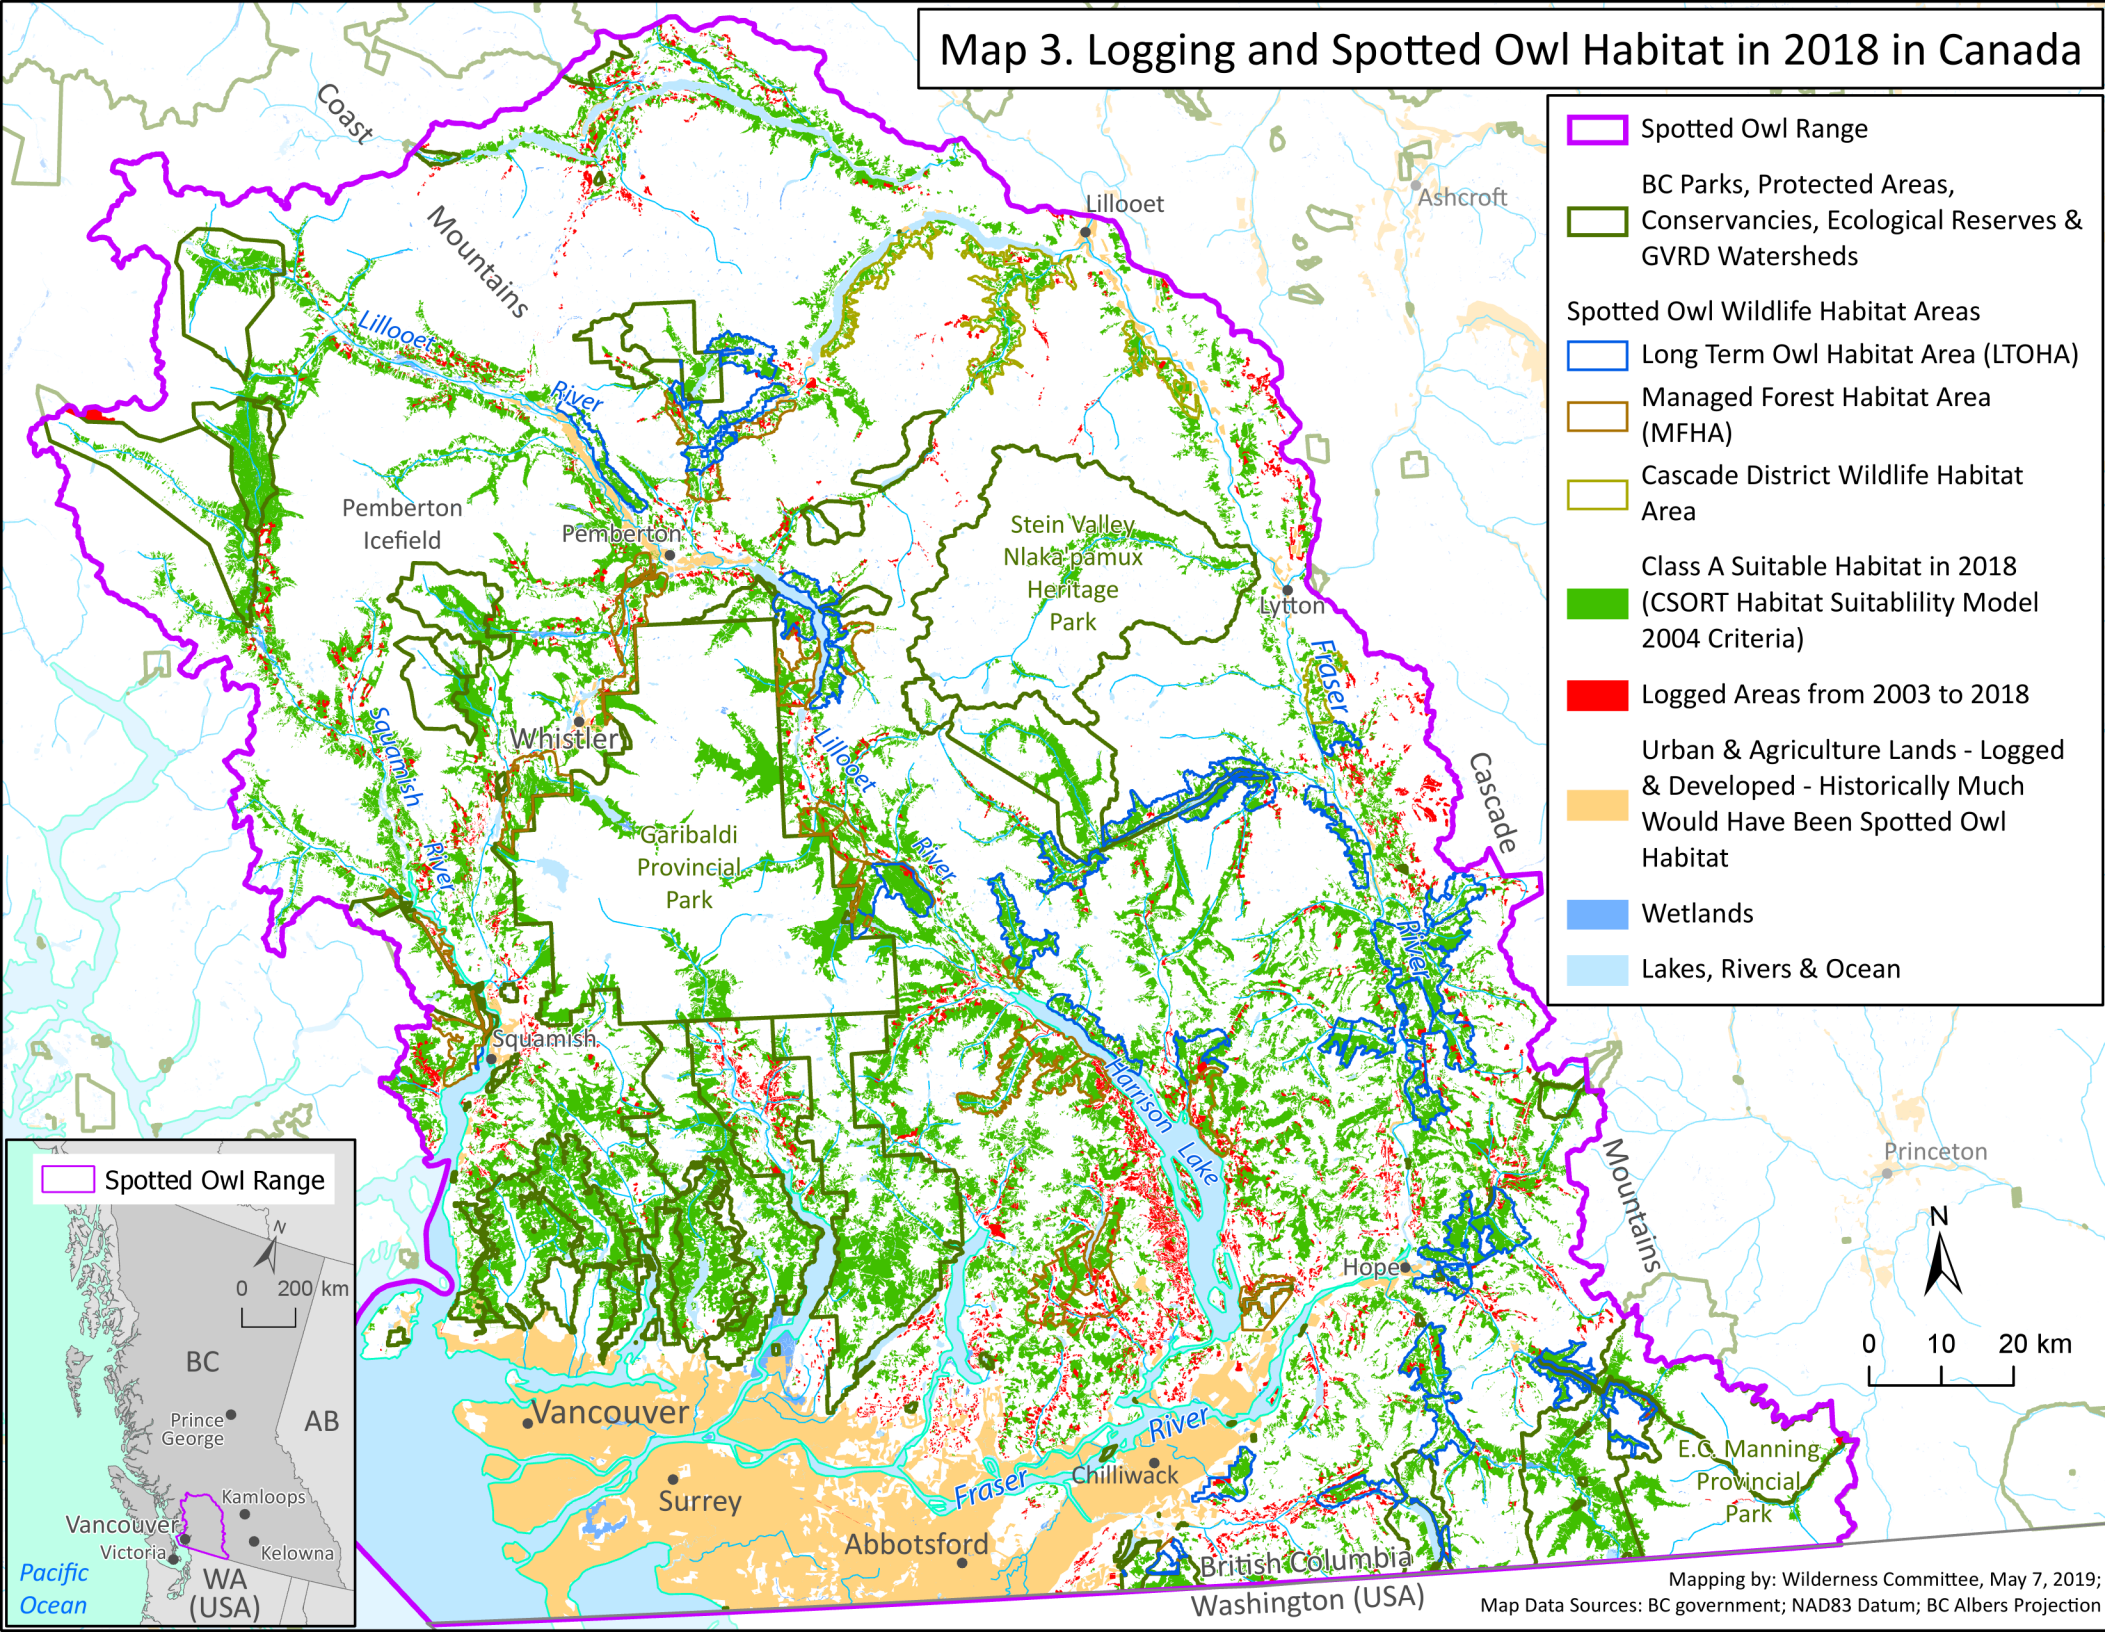 Map 3. Logging and Spotted Owl Habitat in 2018 in Canada
Spotted Owl Range
BC Parks, Protected Areas,
Conservancies, Ecological Reserves &
GVRD Watersheds
Spotted Owl Wildlife Habitat Areas
Long Term Owl Habitat Area (LTOHA)
Managed Forest Habitat Area
(MFHA)
Cascade District Wildlife Habitat
Area
Class A Suitable Habitat in 2018
(CSORT Habitat Suitablility Model
2004 Criteria)
Logged Areas from 2003 to 2018
Urban & Agriculture Lands - Logged
& Developed - Historically Much
Would Have Been Spotted Owl
Habitat
Wetlands
Lakes, Rivers & Ocean
Coast
Mountains
Lillooet
Ashcroft
Lillooet
River
Pemberton
Icefield
Pemberton
Stein Valley
Nlaka'pamux
Heritage
Park
Lytton
Fraser
Squamish
River
Whistler
Lillooet
River
Garibaldi
Provincial
Park
Cascade
Mountains
River
Squamish
Harrison
Lake
Princeton
Hope
N
0 10 20 km
Vancouver
Surrey
Abbotsford
Chilliwack
Fraser
River
E.C. Manning
Provincial
Park
British Columbia
Washington (USA)
Spotted Owl Range
N
0 200 km
BC
AB
Prince
George
Kamloops
Vancouver
Victoria
Kelowna
WA
(USA)
Pacific
Ocean
Mapping by: Wilderness Committee, May 7, 2019;
Map Data Sources: BC government; NAD83 Datum; BC Albers Projection